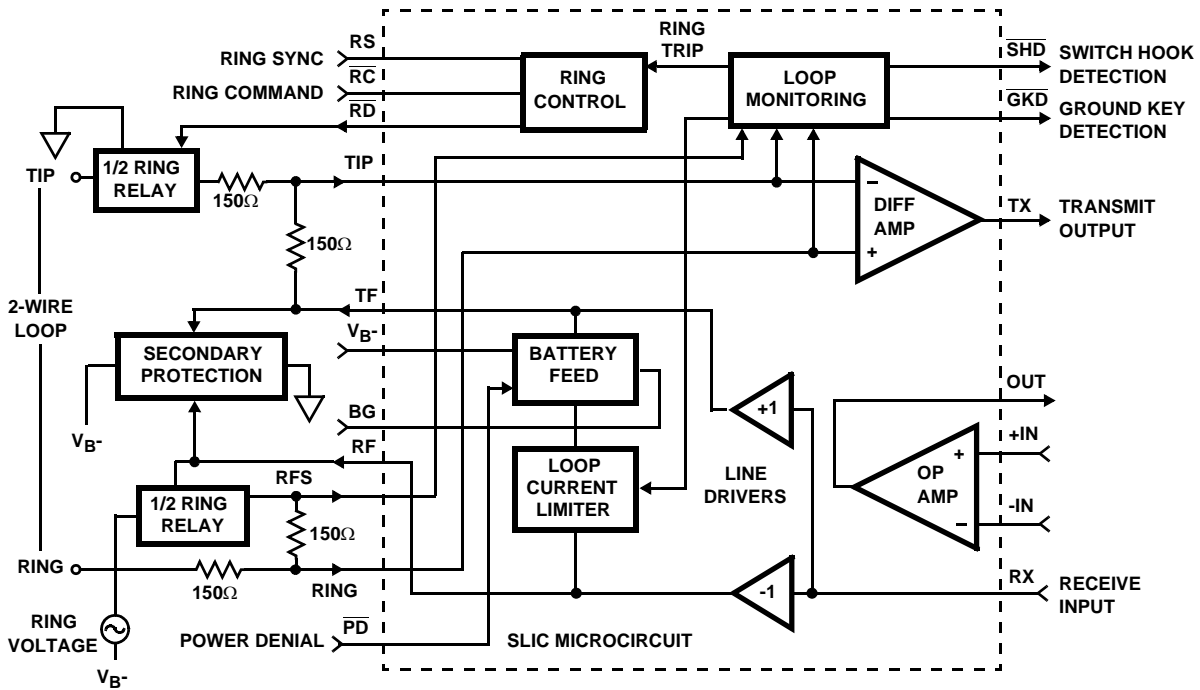 RING SYNC
RS
RING COMMAND
RC
RD
RING
CONTROL
RING
TRIP
LOOP
MONITORING
SHD
SWITCH HOOK
DETECTION
GKD
GROUND KEY
DETECTION
TIP
1/2 RING
RELAY
150Ω
TIP
150Ω
−
DIFF
AMP
+
TX
TRANSMIT
OUTPUT
2-WIRE
LOOP
TF
VB-
SECONDARY
PROTECTION
VB-
BATTERY
FEED
+1
BG
RF
LOOP
CURRENT
LIMITER
LINE
DRIVERS
OUT
+IN
+
OP
AMP
−
-IN
RFS
1/2 RING
RELAY
150Ω
RING
150Ω
RING
-1
RX
RECEIVE
INPUT
RING
VOLTAGE
VB-
POWER DENIAL
PD
SLIC MICROCIRCUIT